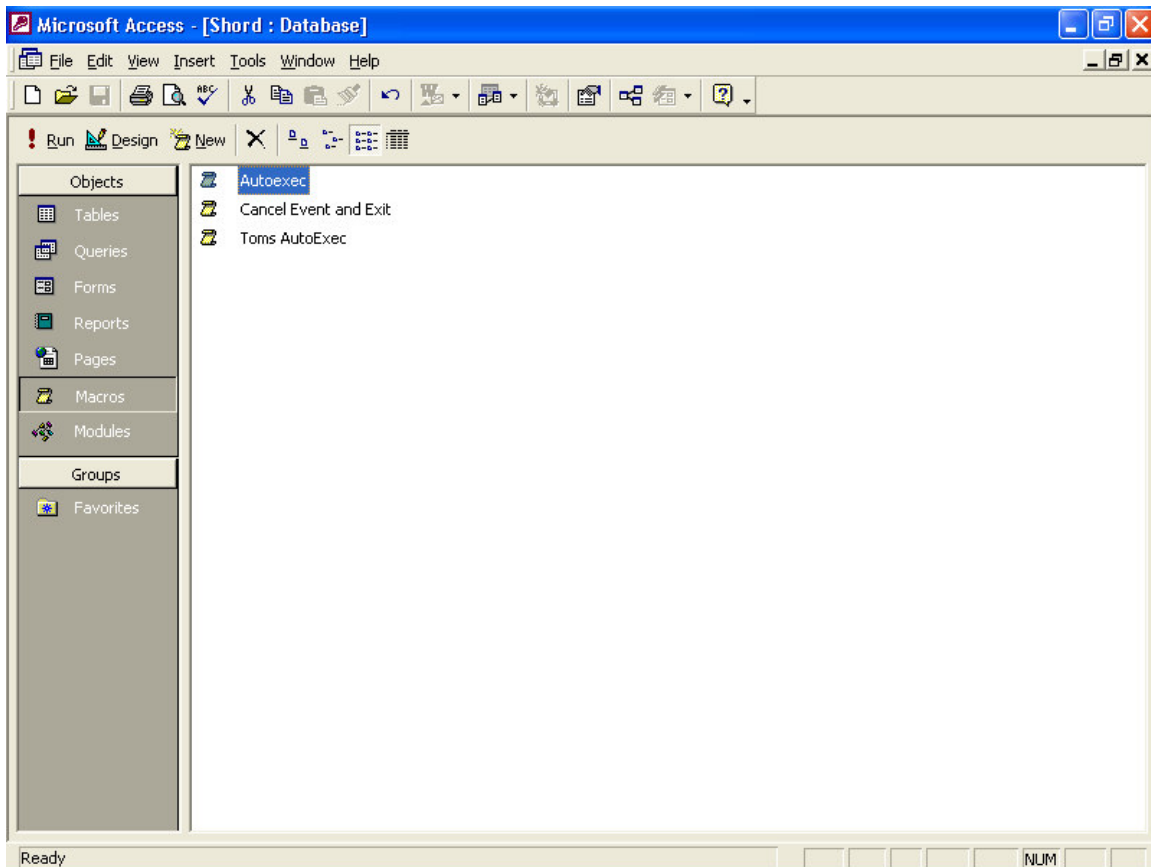 Microsoft Access - [Shord : Database]
File Edit View Insert Tools Window Help
Run Design New
Objects
Tables
Queries
Forms
Reports
Pages
Macros
Modules
Groups
Favorites
Autoexec
Cancel Event and Exit
Toms AutoExec
Ready NUM